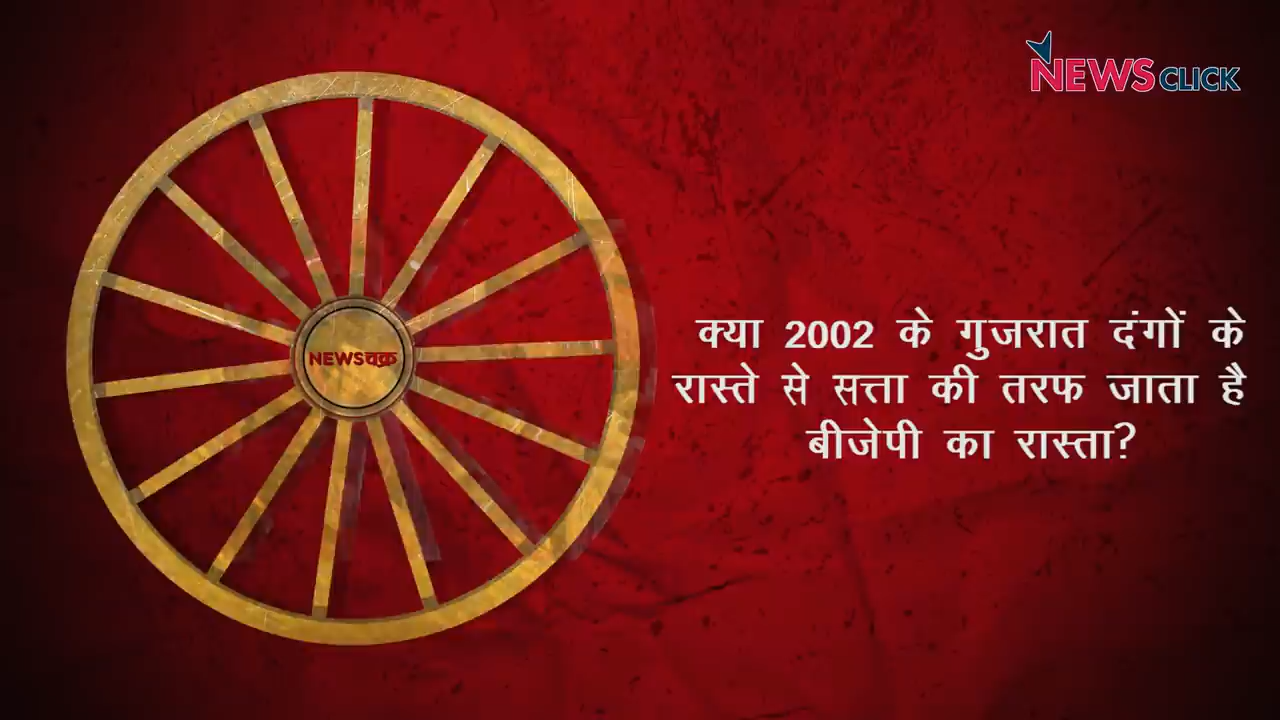 NEWSCLICK
NEWSचक्र
क्या 2002 के गुजरात दंगों के
रास्ते से सत्ता की तरफ जाता है
बीजेपी का रास्ता?